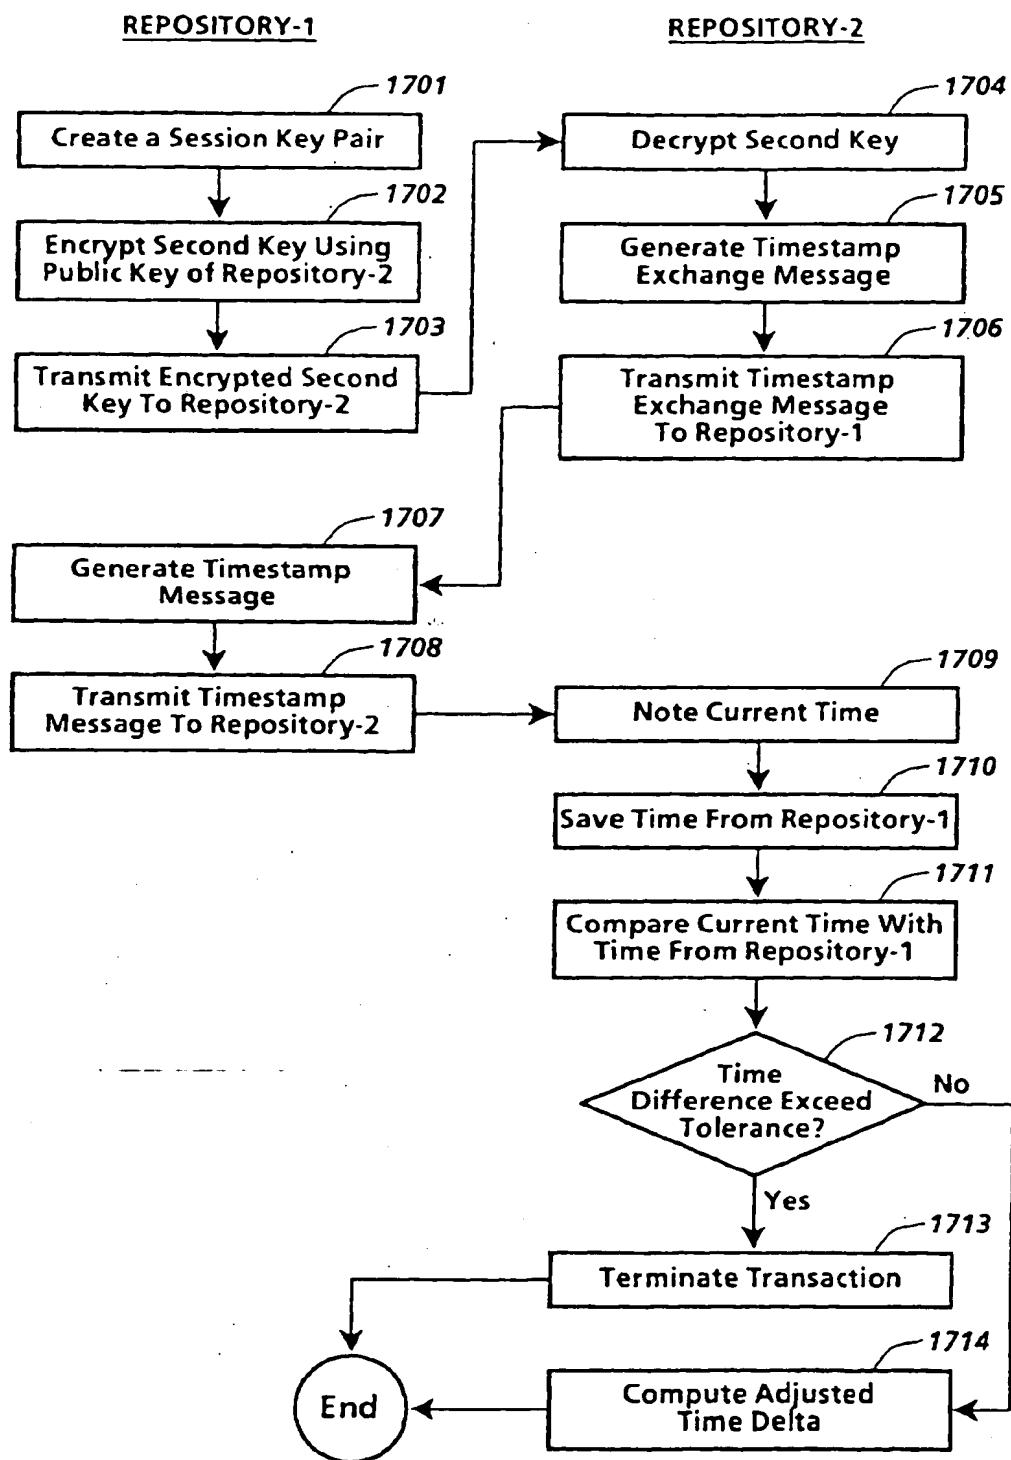 REPOSITORY-1
REPOSITORY-2
1701
Create a Session Key Pair
1702
Encrypt Second Key Using
Public Key of Repository-2
1703
Transmit Encrypted Second
Key To Repository-2
1704
Decrypt Second Key
1705
Generate Timestamp
Exchange Message
1706
Transmit Timestamp
Exchange Message
To Repository-1
1707
Generate Timestamp
Message
1708
Transmit Timestamp
Message To Repository-2
1709
Note Current Time
1710
Save Time From Repository-1
1711
Compare Current Time With
Time From Repository-1
1712
Time
Difference Exceed
Tolerance?
No
Yes
1713
Terminate Transaction
1714
Compute Adjusted
Time Delta
End